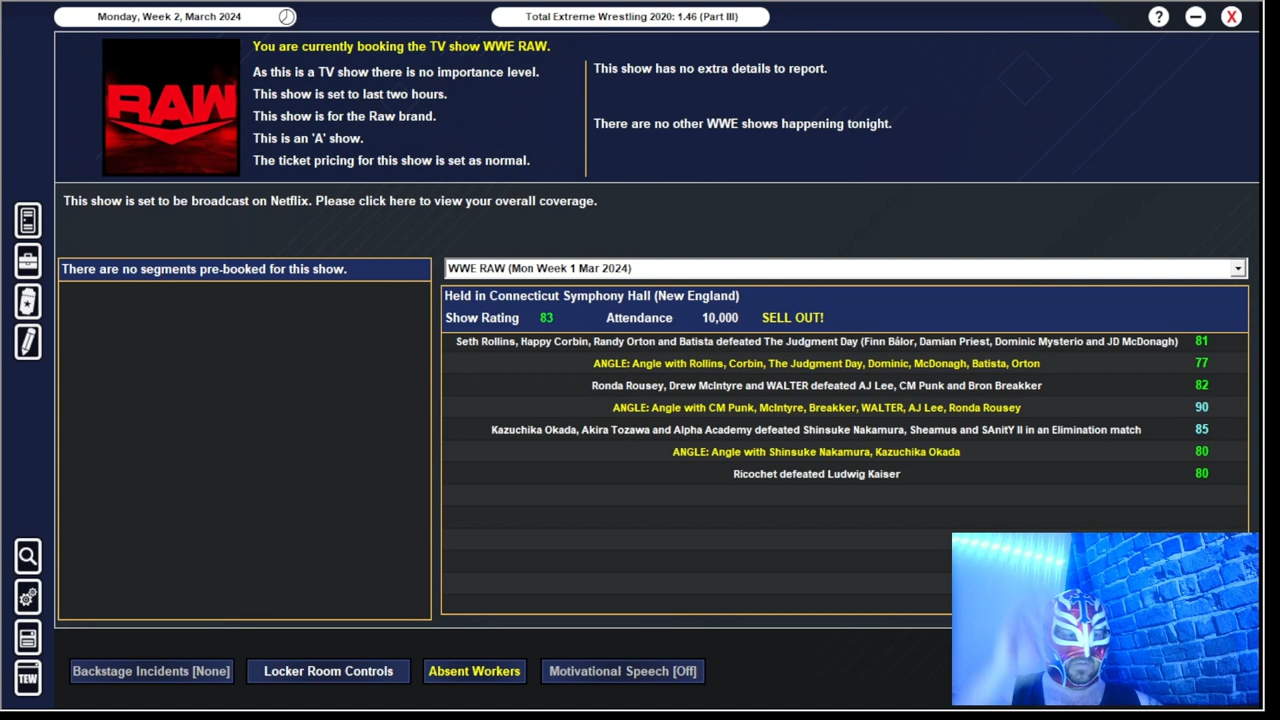 Monday, Week 2, March 2024
Total Extreme Wrestling 2020: 1.46 (Part III)
?
X
RAW
You are currently booking the TV show WWE RAW.
As this is a TV show there is no importance level.
This show is set to last two hours.
This show is for the Raw brand.
This is an 'A' show.
The ticket pricing for this show is set as normal.
This show has no extra details to report.
There are no other WWE shows happening tonight.
This show is set to be broadcast on Netflix. Please click here to view your overall coverage.
There are no segments pre-booked for this show.
WWE RAW (Mon Week 1 Mar 2024)
Held in Connecticut Symphony Hall (New England)
Show Rating 83 Attendance 10,000 SELL OUT!
Seth Rollins, Happy Corbin, Randy Orton and Batista defeated The Judgment Day (Finn Bálor, Damian Priest, Dominic Mysterio and JD McDonagh) 81
ANGLE: Angle with Rollins, Corbin, The Judgment Day, Dominic, McDonagh, Batista, Orton 77
Ronda Rousey, Drew McIntyre and WALTER defeated AJ Lee, CM Punk and Bron Breakker 82
ANGLE: Angle with CM Punk, McIntyre, Breakker, WALTER, AJ Lee, Ronda Rousey 90
Kazuchika Okada, Akira Tozawa and Alpha Academy defeated Shinsuke Nakamura, Sheamus and SAnitY II in an Elimination match 85
ANGLE: Angle with Shinsuke Nakamura, Kazuchika Okada 80
Ricochet defeated Ludwig Kaiser 80
TEW
Backstage Incidents [None]
Locker Room Controls
Absent Workers
Motivational Speech [Off]